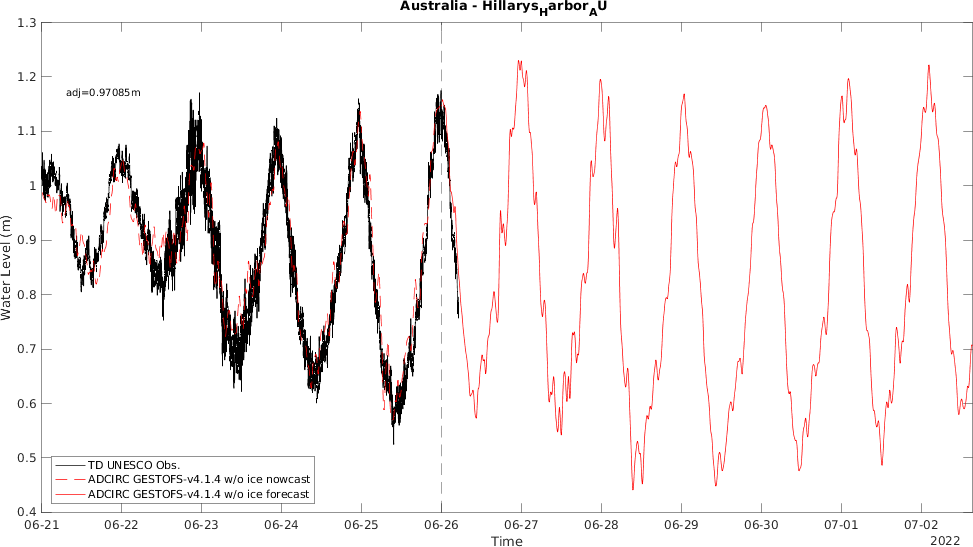 Australia - HillarysHarborAU
1.3
1.2
adj=0.97085m
1.1
1
0.9
0.8
0.7
0.6
0.5
0.4
Water Level (m)
TD UNESCO Obs.
ADCIRC GESTOFS-v4.1.4 w/o ice nowcast
ADCIRC GESTOFS-v4.1.4 w/o ice forecast
06-21 06-22 06-23 06-24 06-25 06-26 06-27 06-28 06-29 06-30 07-01 07-02
Time
2022